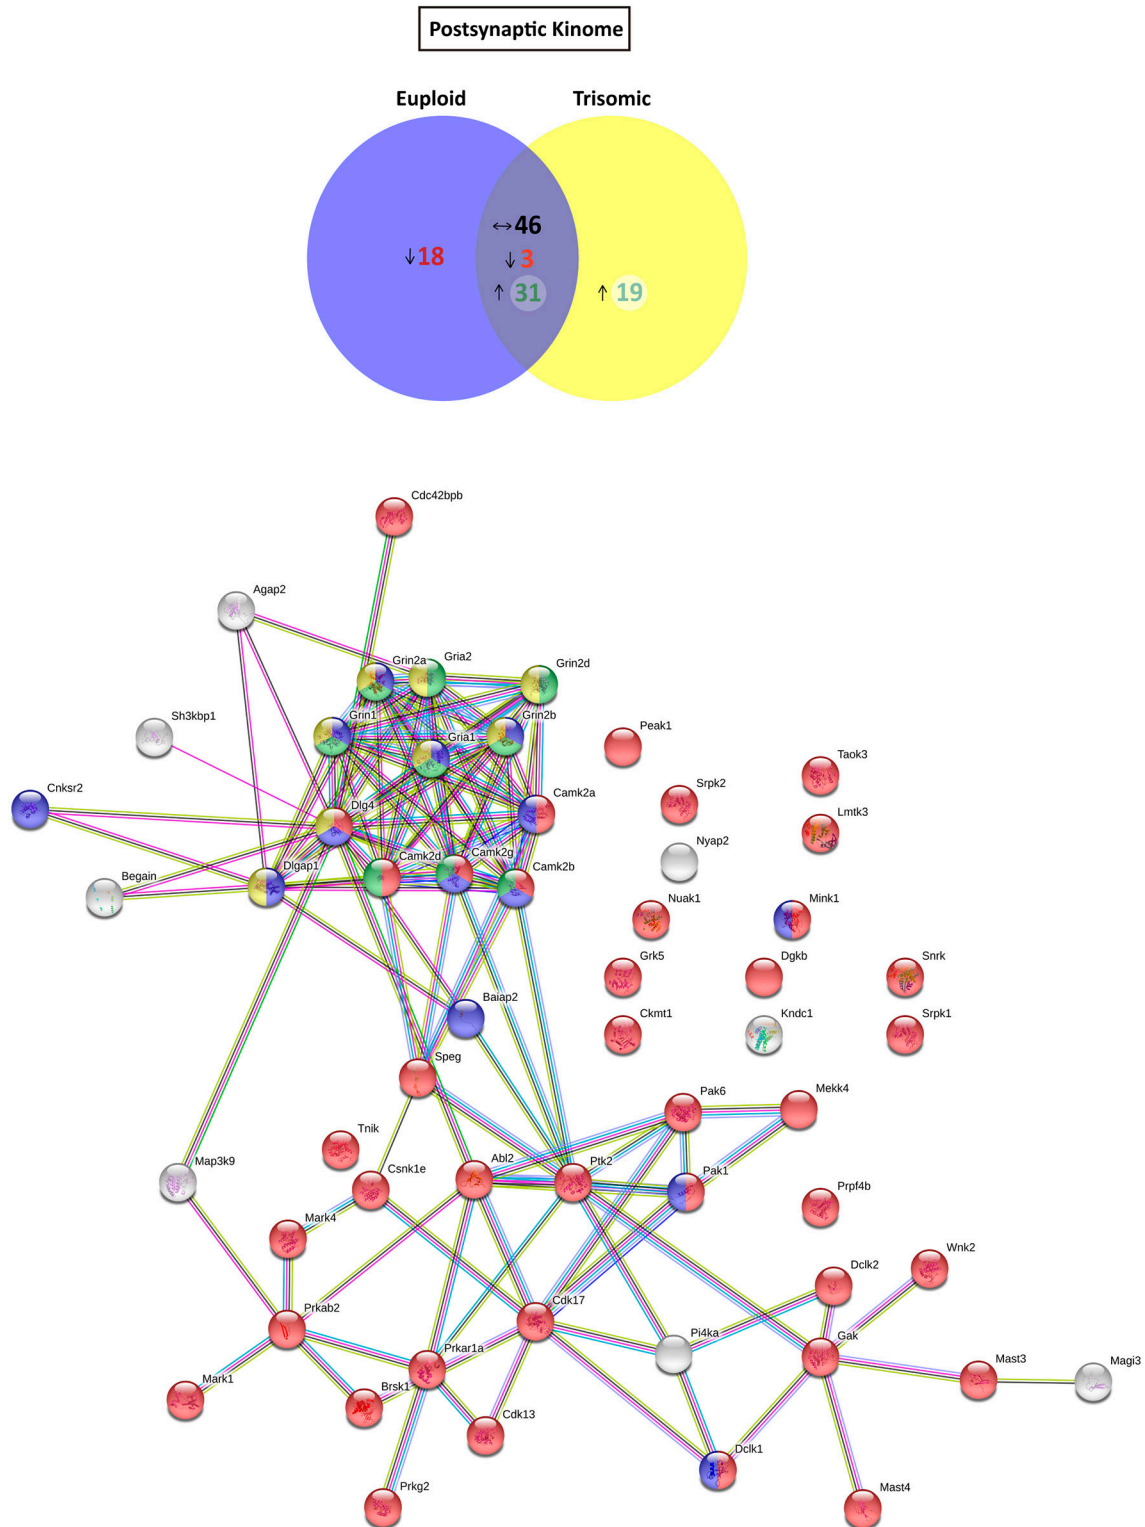 Postsynaptic Kinome
Euploid
Trisomic
↔46
↓18
↓3
↑31
↑19
Cdc42bpb
Agap2
Grin2a
Gria2
Grin2d
Sh3kbp1
Grin1
Grin2b
Gria1
Peak1
Taok3
Cnksr2
Srpk2
Camk2a
Dlg4
Lmtk3
Nyap2
Camk2d
Camk2g
Camk2b
Dlgap1
Begain
Nuak1
Mink1
Grk5
Dgkb
Snrk
Baiap2
Ckmt1
Kndc1
Srpk1
Speg
Pak6
Mekk4
Tnik
Map3k9
Csnk1e
Abl2
Ptk2
Pak1
Prpf4b
Mark4
Wnk2
Dclk2
Prkab2
Cdk17
Pi4ka
Gak
Prkar1a
Mark1
Brsk1
Mast3
Magi3
Cdk13
Dclk1
Prkg2
Mast4